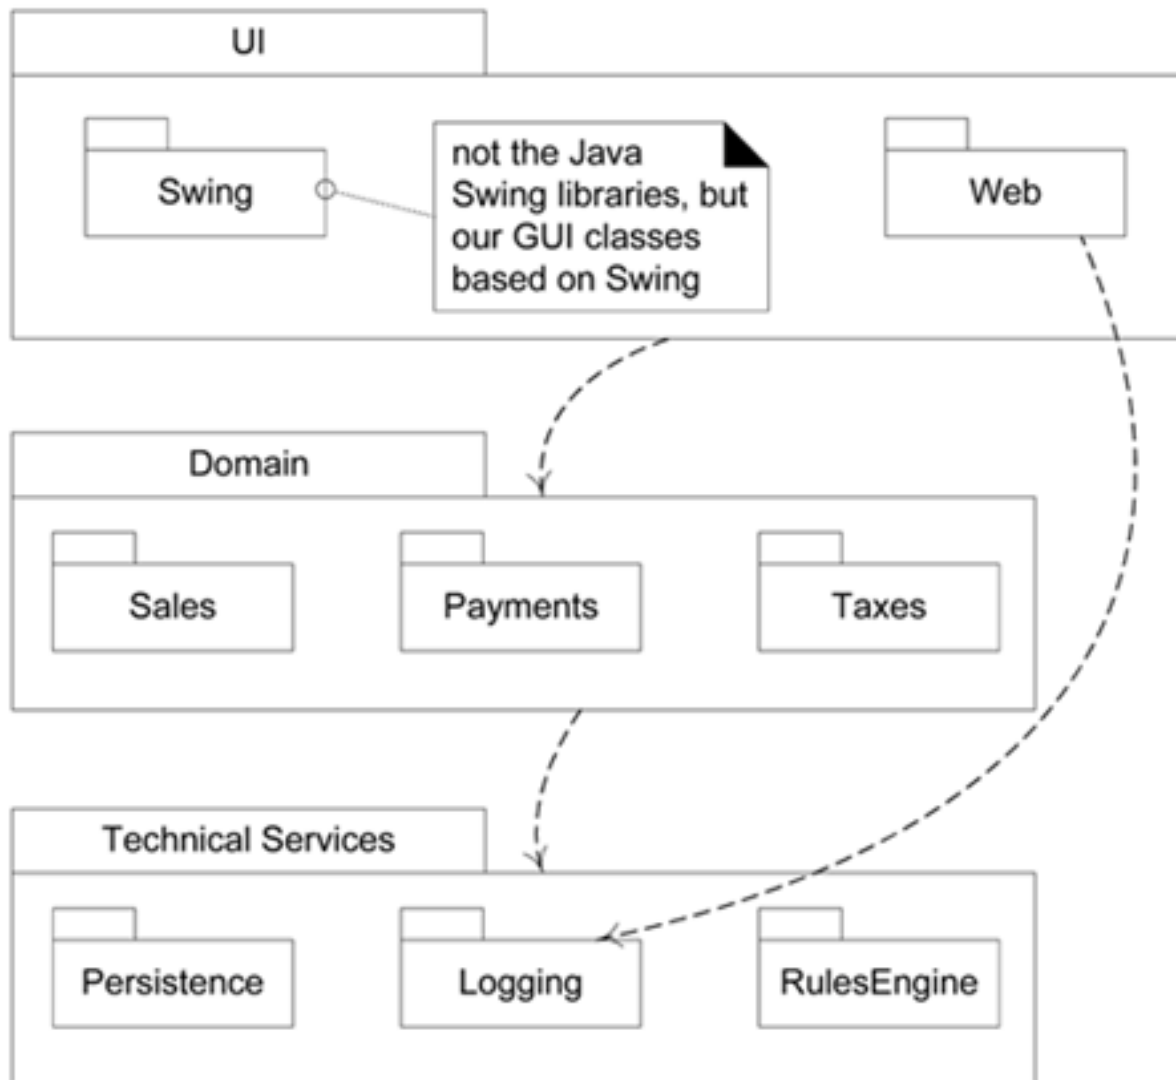 UI
Swing
not the Java
Swing libraries, but
our GUI classes
based on Swing
Web
Domain
Sales
Payments
Taxes
Technical Services
Persistence
Logging
RulesEngine